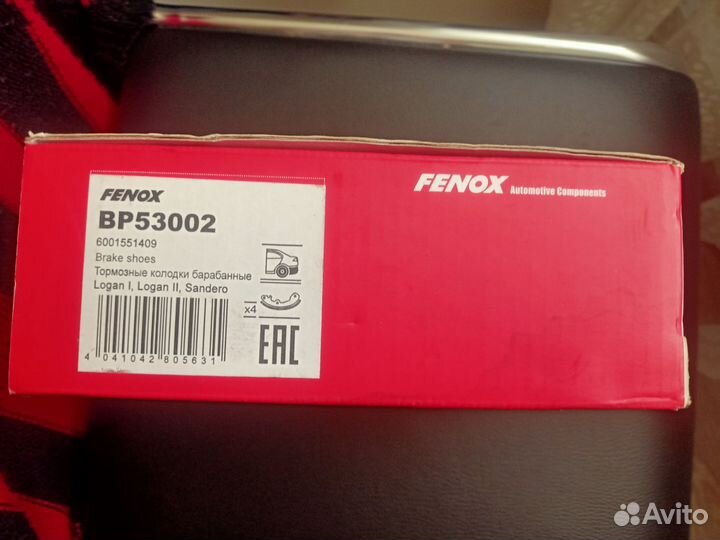 FENOX
BP53002
6001551409
Brake shoes
Тормозные колодки барабанные
Logan I, Logan II, Sandero
x4
4 041042 805631
EAC
FENOX Automotive Components
Avito